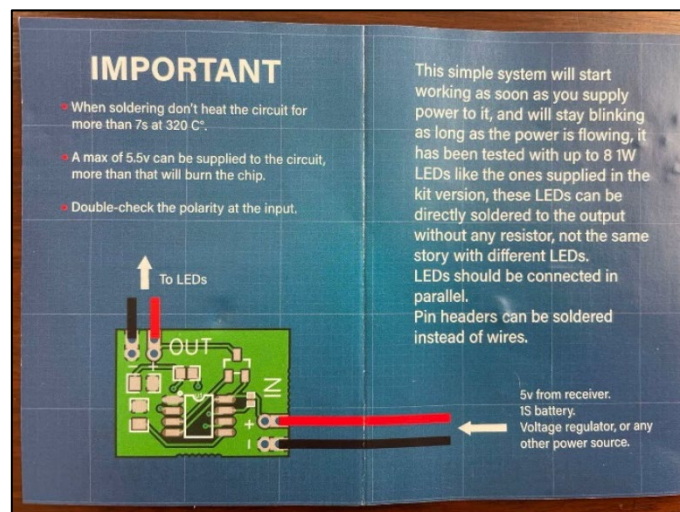 IMPORTANT
When soldering don't heat the circuit for
more than 7s at 320 C°.
A max of 5.5v can be supplied to the circuit,
more than that will burn the chip.
Double-check the polarity at the input.
To LEDs
- +
OUT
IN
+
-
This simple system will start
working as soon as you supply
power to it, and will stay blinking
as long as the power is flowing, it
has been tested with up to 8 1W
LEDs like the ones supplied in the
kit version, these LEDs can be
directly soldered to the output
without any resistor, not the same
story with different LEDs.
LEDs should be connected in
parallel.
Pin headers can be soldered
instead of wires.
5v from receiver.
1S battery.
Voltage regulator, or any
other power source.